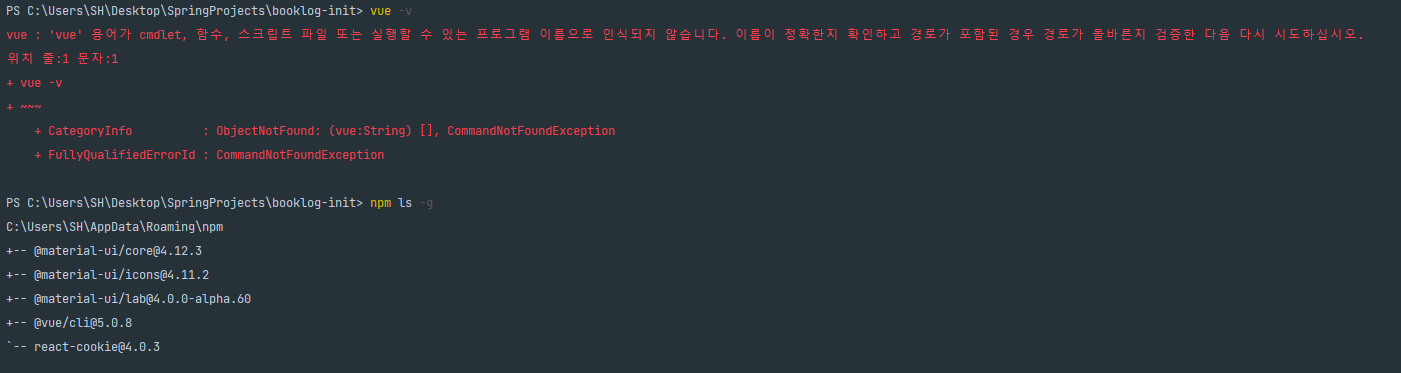 PS C:\Users\SH\Desktop\SpringProjects\booklog-init> vue -v
vue : 'vue' 용어가 cmdlet, 함수, 스크립트 파일 또는 실행할 수 있는 프로그램 이름으로 인식되지 않습니다. 이름이 정확한지 확인하고 경로가 포함된 경우 경로가 올바른지 검증한 다음 다시 시도하십시오.
위치 줄:1 문자:1
+ vue -v
+ ~~~
    + CategoryInfo          : ObjectNotFound: (vue:String) [], CommandNotFoundException
    + FullyQualifiedErrorId : CommandNotFoundException
PS C:\Users\SH\Desktop\SpringProjects\booklog-init> npm ls -g
C:\Users\SH\AppData\Roaming\npm
+-- @material-ui/core@4.12.3
+-- @material-ui/icons@4.11.2
+-- @material-ui/lab@4.0.0-alpha.60
+-- @vue/cli@5.0.8
`-- react-cookie@4.0.3